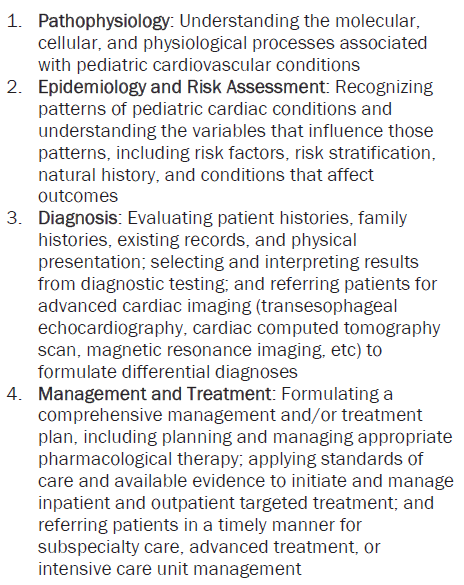 1. Pathophysiology: Understanding the molecular,
cellular, and physiological processes associated
with pediatric cardiovascular conditions
2. Epidemiology and Risk Assessment: Recognizing
patterns of pediatric cardiac conditions and
understanding the variables that influence those
patterns, including risk factors, risk stratification,
natural history, and conditions that affect
outcomes
3. Diagnosis: Evaluating patient histories, family
histories, existing records, and physical
presentation; selecting and interpreting results
from diagnostic testing; and referring patients for
advanced cardiac imaging (transesophageal
echocardiography, cardiac computed tomography
scan, magnetic resonance imaging, etc) to
formulate differential diagnoses
4. Management and Treatment: Formulating a
comprehensive management and/or treatment
plan, including planning and managing appropriate
pharmacological therapy; applying standards of
care and available evidence to initiate and manage
inpatient and outpatient targeted treatment; and
referring patients in a timely manner for
subspecialty care, advanced treatment, or
intensive care unit management